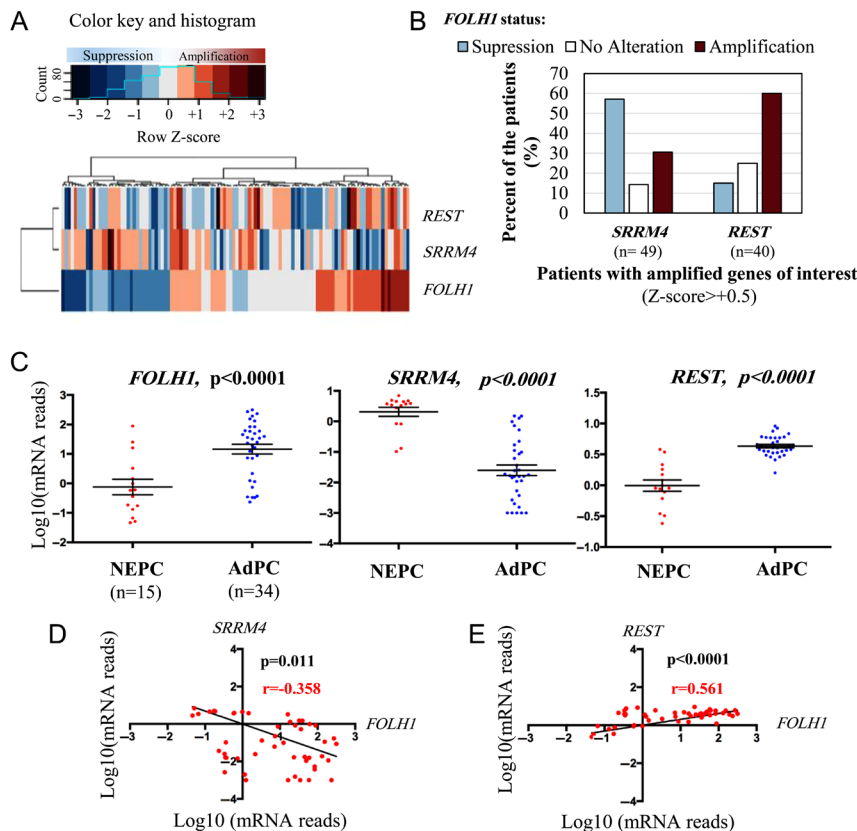 A
Color key and histogram
Suppression Amplification
Count
80
40
0
−3 −2 −1 0 +1 +2 +3
Row Z-score
REST
SRRM4
FOLH1
B
FOLH1 status:
Supression No Alteration Amplification
Percent of the patients
(%)
70
60
50
40
30
20
10
0
SRRM4 REST
(n= 49) (n=40)
Patients with amplified genes of interest
(Z-score>+0.5)
C
FOLH1, p<0.0001
Log10(mRNA reads)
3
2
1
0
−1
−2
NEPC AdPC
(n=15) (n=34)
SRRM4, p<0.0001
1
0
−1
−2
−3
−4
NEPC AdPC
REST, p<0.0001
1.5
1.0
0.5
0.0
−0.5
−1.0
NEPC AdPC
D
SRRM4
Log10(mRNA reads)
4
2
−2
−4
p=0.011
r=-0.358
FOLH1
−3 −2 −1 0 1 2 3
Log10 (mRNA reads)
E
REST
Log10(mRNA reads)
4
2
−2
−4
p<0.0001
r=0.561
FOLH1
−3 −2 −1 0 1 2 3
Log10 (mRNA reads)